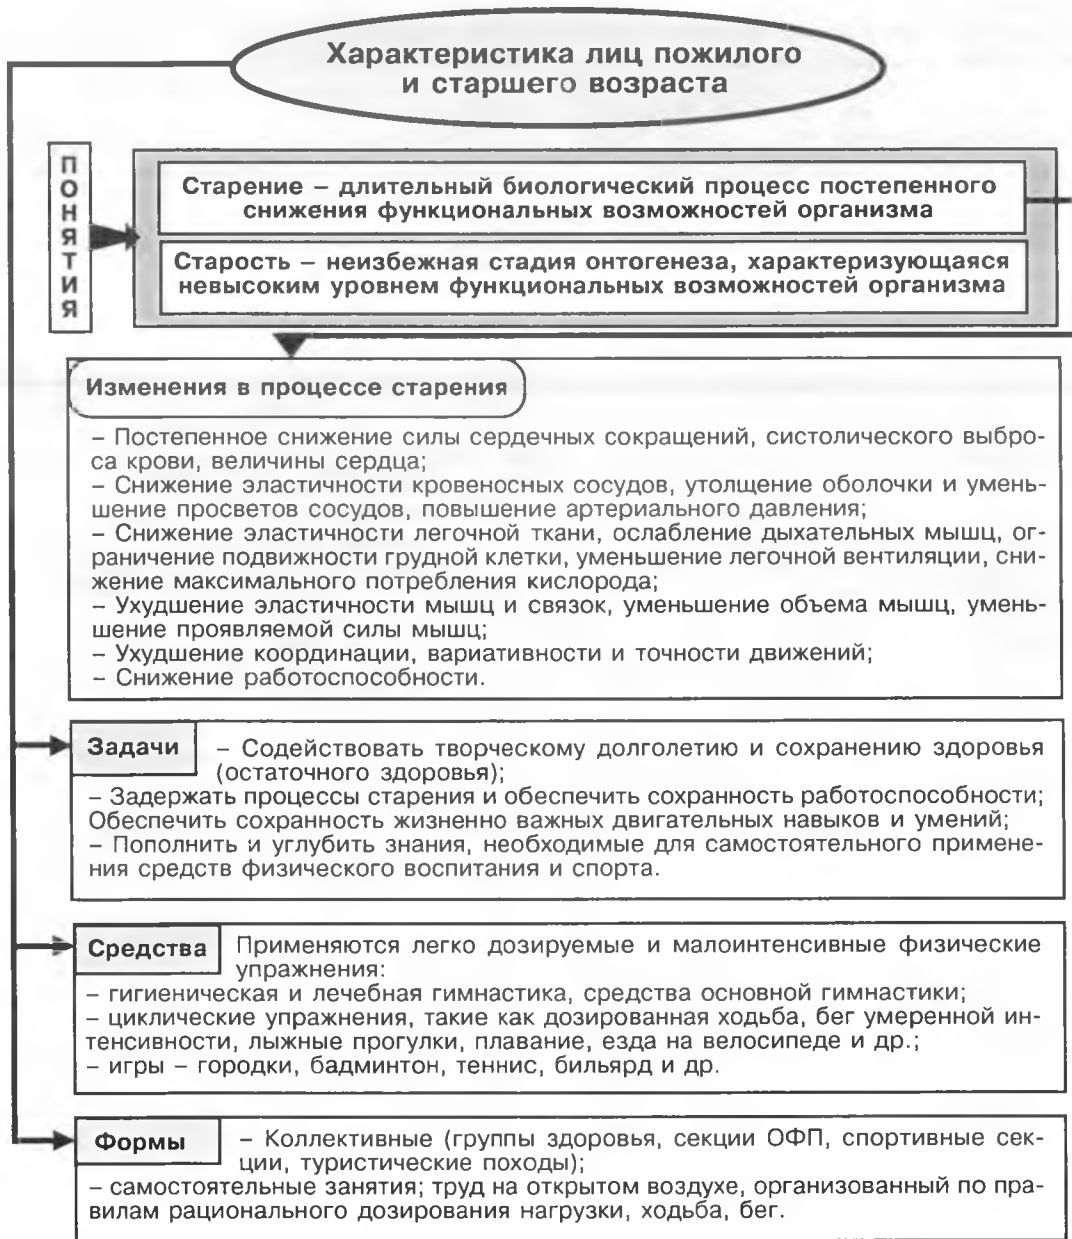 Характеристика лиц пожилого
и старшего возраста
ПОНЯТИЯ
Старение – длительный биологический процесс постепенного
снижения функциональных возможностей организма
Старость – неизбежная стадия онтогенеза, характеризующаяся
невысоким уровнем функциональных возможностей организма
Изменения в процессе старения
– Постепенное снижение силы сердечных сокращений, систолического выбро-
са крови, величины сердца;
– Снижение эластичности кровеносных сосудов, утолщение оболочки и умень-
шение просветов сосудов, повышение артериального давления;
– Снижение эластичности легочной ткани, ослабление дыхательных мышц, ог-
раничение подвижности грудной клетки, уменьшение легочной вентиляции, сни-
жение максимального потребления кислорода;
– Ухудшение эластичности мышц и связок, уменьшение объема мышц, умень-
шение проявляемой силы мышц;
– Ухудшение координации, вариативности и точности движений;
– Снижение работоспособности.
Задачи – Содействовать творческому долголетию и сохранению здоровья
(остаточного здоровья);
– Задержать процессы старения и обеспечить сохранность работоспособности;
Обеспечить сохранность жизненно важных двигательных навыков и умений;
– Пополнить и углубить знания, необходимые для самостоятельного примене-
ния средств физического воспитания и спорта.
Средства Применяются легко дозируемые и малоинтенсивные физические
упражнения:
– гигиеническая и лечебная гимнастика, средства основной гимнастики;
– циклические упражнения, такие как дозированная ходьба, бег умеренной ин-
тенсивности, лыжные прогулки, плавание, езда на велосипеде и др.;
– игры – городки, бадминтон, теннис, бильярд и др.
Формы – Коллективные (группы здоровья, секции ОФП, спортивные сек-
ции, туристические походы);
– самостоятельные занятия; труд на открытом воздухе, организованный по пра-
вилам рационального дозирования нагрузки, ходьба, бег.